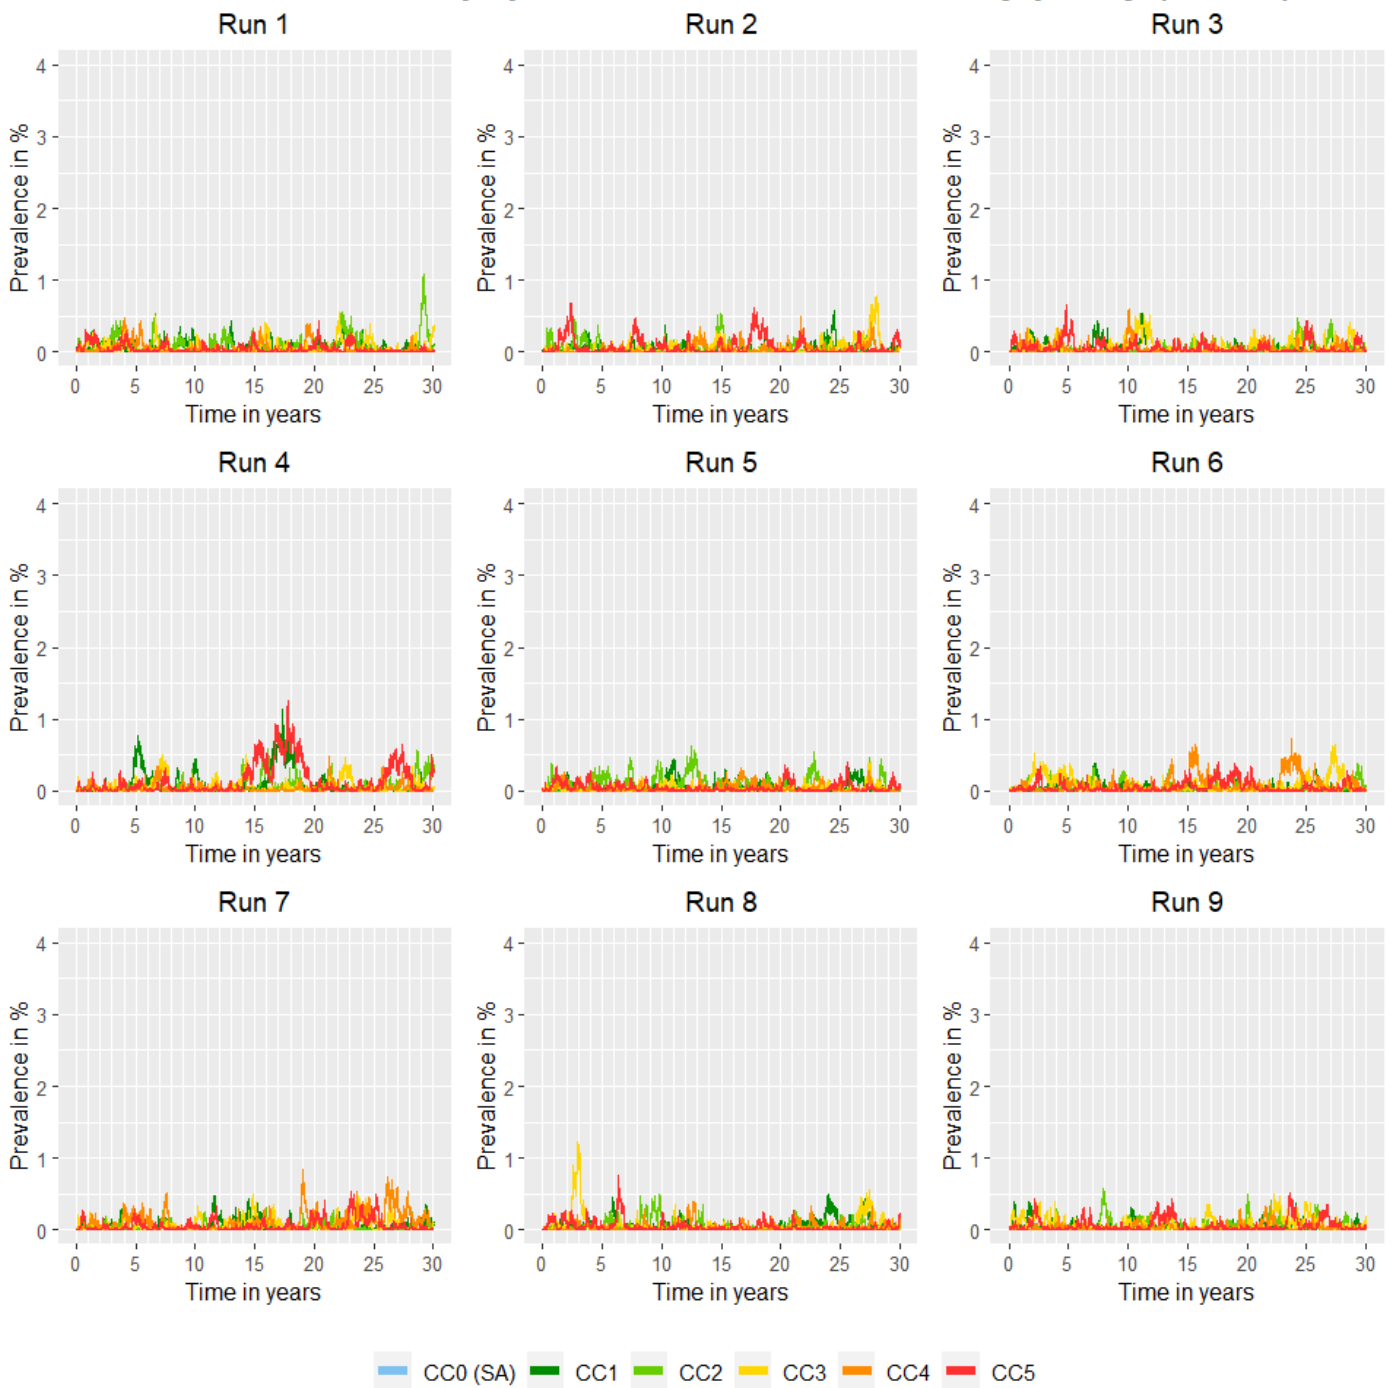 Run 1 Run 2 Run 3
4 4 4
3 3 3
2 2 2
1 1 1
0 0 0
Prevalence in % Prevalence in % Prevalence in %
0 5 10 15 20 25 30 0 5 10 15 20 25 30 0 5 10 15 20 25 30
Time in years Time in years Time in years
Run 4 Run 5 Run 6
4 4 4
3 3 3
2 2 2
1 1 1
0 0 0
Prevalence in % Prevalence in % Prevalence in %
0 5 10 15 20 25 30 0 5 10 15 20 25 30 0 5 10 15 20 25 30
Time in years Time in years Time in years
Run 7 Run 8 Run 9
4 4 4
3 3 3
2 2 2
1 1 1
0 0 0
Prevalence in % Prevalence in % Prevalence in %
0 5 10 15 20 25 30 0 5 10 15 20 25 30 0 5 10 15 20 25 30
Time in years Time in years Time in years
CC0 (SA) CC1 CC2 CC3 CC4 CC5